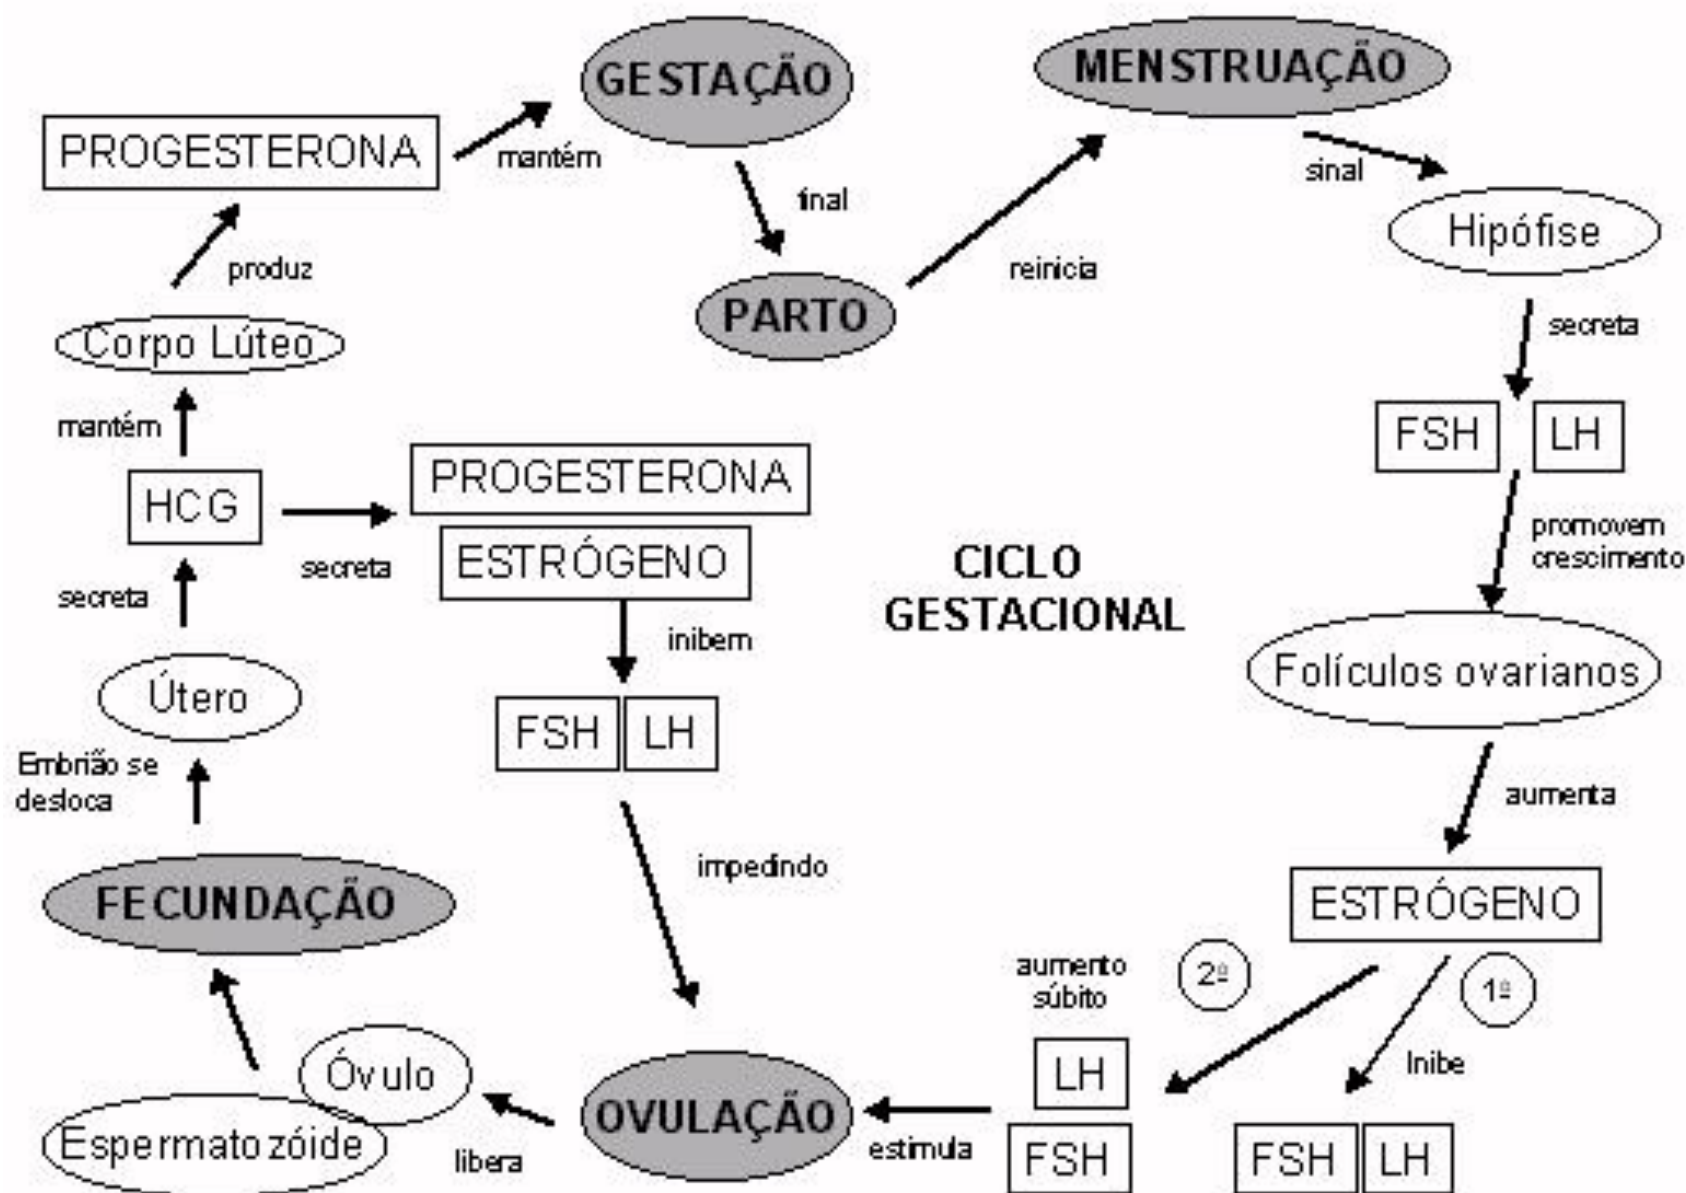 GESTAÇÃO
MENSTRUAÇÃO
PROGESTERONA
mantém
sinal
final
Hipófise
produz
reinicia
PARTO
secreta
Corpo Lúteo
mantém
FSH
LH
PROGESTERONA
HCG
ESTRÓGENO
secreta
secreta
CICLO
GESTACIONAL
promovem
crescimento
inibem
Útero
Folículos ovarianos
FSH
LH
Embrião se
desloca
aumenta
impedindo
FECUNDAÇÃO
ESTRÓGENO
aumento
súbito
2º
1º
Inibe
LH
Óvulo
OVULAÇÃO
Espermatozóide
libera
estimula
FSH
FSH
LH